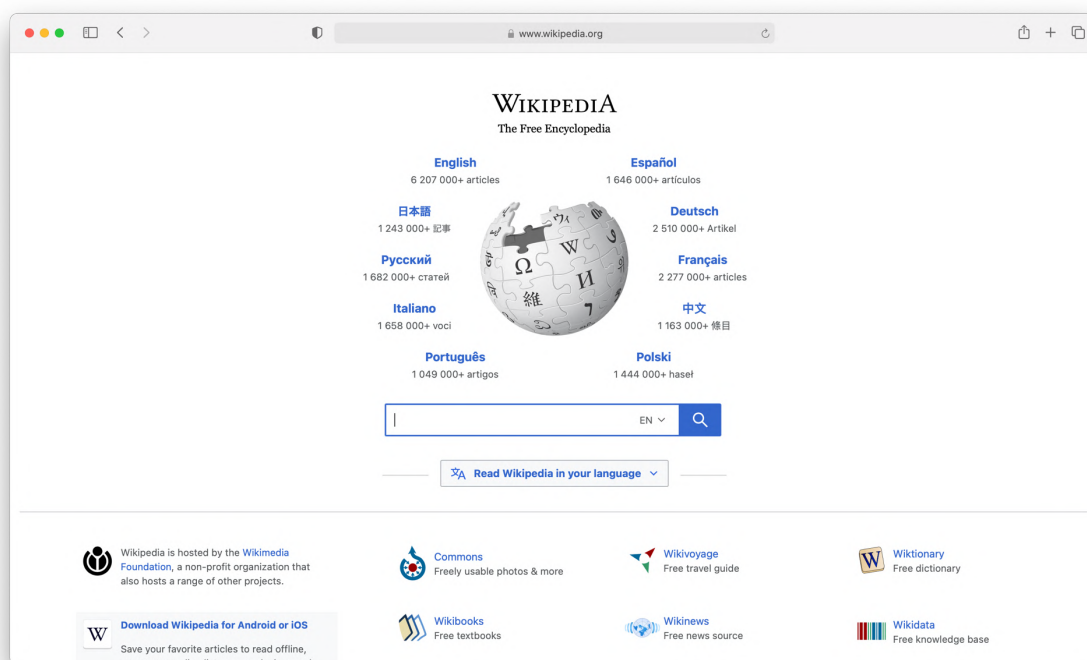 www.wikipedia.org
WIKIPEDIA
The Free Encyclopedia
English
6 207 000+ articles
Español
1 646 000+ artículos
日本語
1 243 000+ 記事
Deutsch
2 510 000+ Artikel
Русский
1 682 000+ статей
Français
2 277 000+ articles
Italiano
1 658 000+ voci
中文
1 163 000+ 條目
Português
1 049 000+ artigos
Polski
1 444 000+ haseł
Ω
W
И
維
ウィ
EN
Read Wikipedia in your language
Wikipedia is hosted by the Wikimedia
Foundation, a non-profit organization that
also hosts a range of other projects.
Commons
Freely usable photos & more
Wikivoyage
Free travel guide
W
Wiktionary
Free dictionary
W
Download Wikipedia for Android or iOS
Save your favorite articles to read offline,
Wikibooks
Free textbooks
Wikinews
Free news source
Wikidata
Free knowledge base